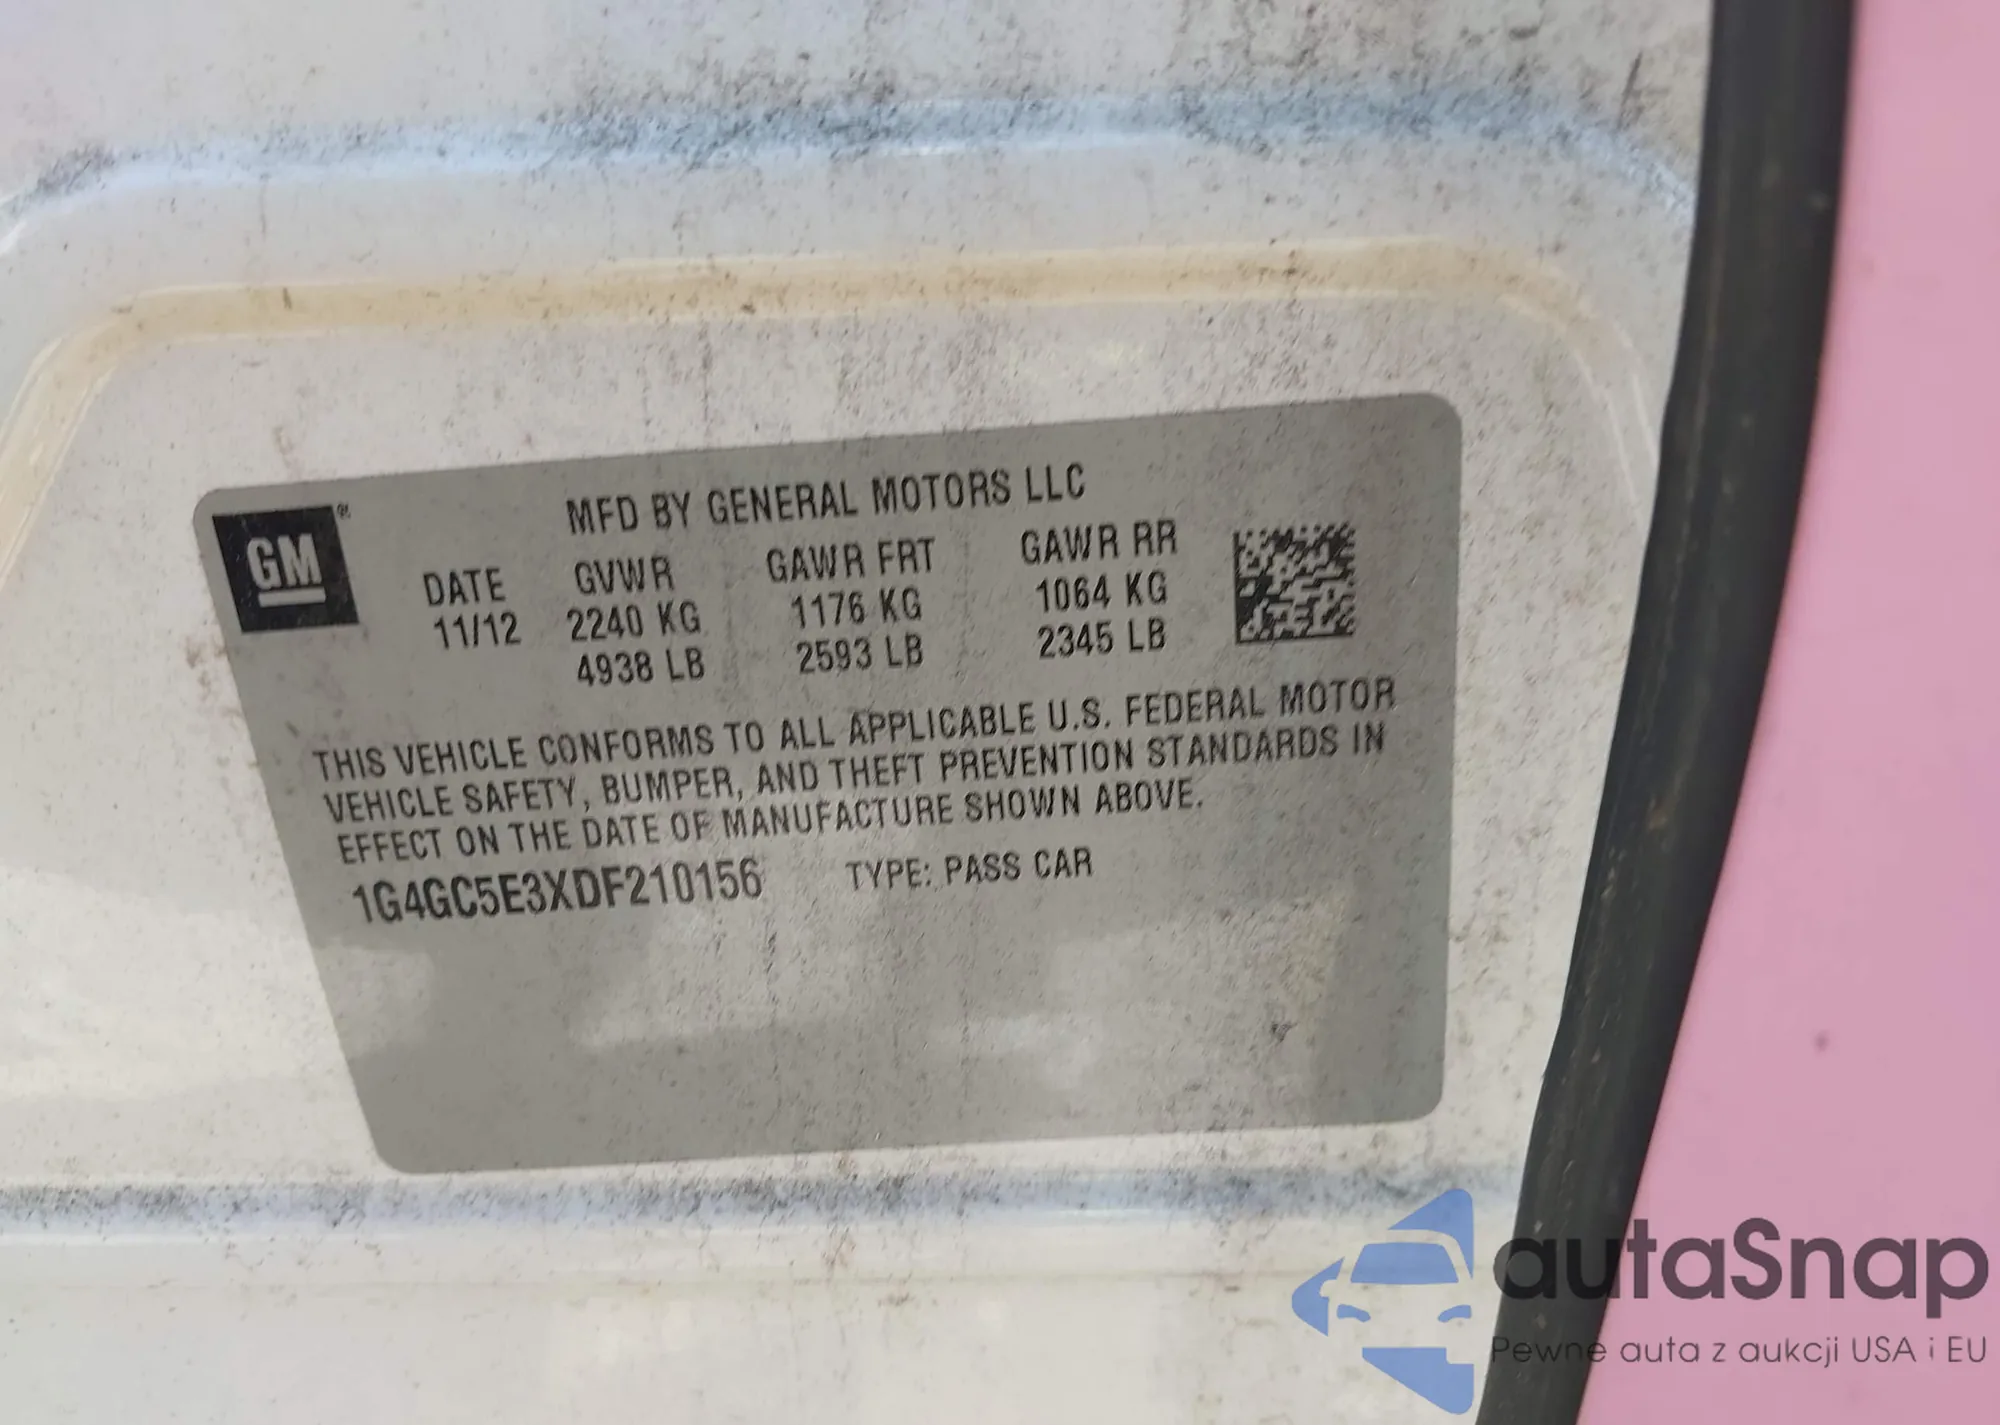 GM®
MFD BY GENERAL MOTORS LLC
DATE GVWR GAWR FRT GAWR RR
11/12 2240 KG 1176 KG 1064 KG
4938 LB 2593 LB 2345 LB
THIS VEHICLE CONFORMS TO ALL APPLICABLE U.S. FEDERAL MOTOR
VEHICLE SAFETY, BUMPER, AND THEFT PREVENTION STANDARDS IN
EFFECT ON THE DATE OF MANUFACTURE SHOWN ABOVE.
1G4GC5E3XDF210156 TYPE: PASS CAR
autaSnap
Pewne auta z aukcji USA i EU